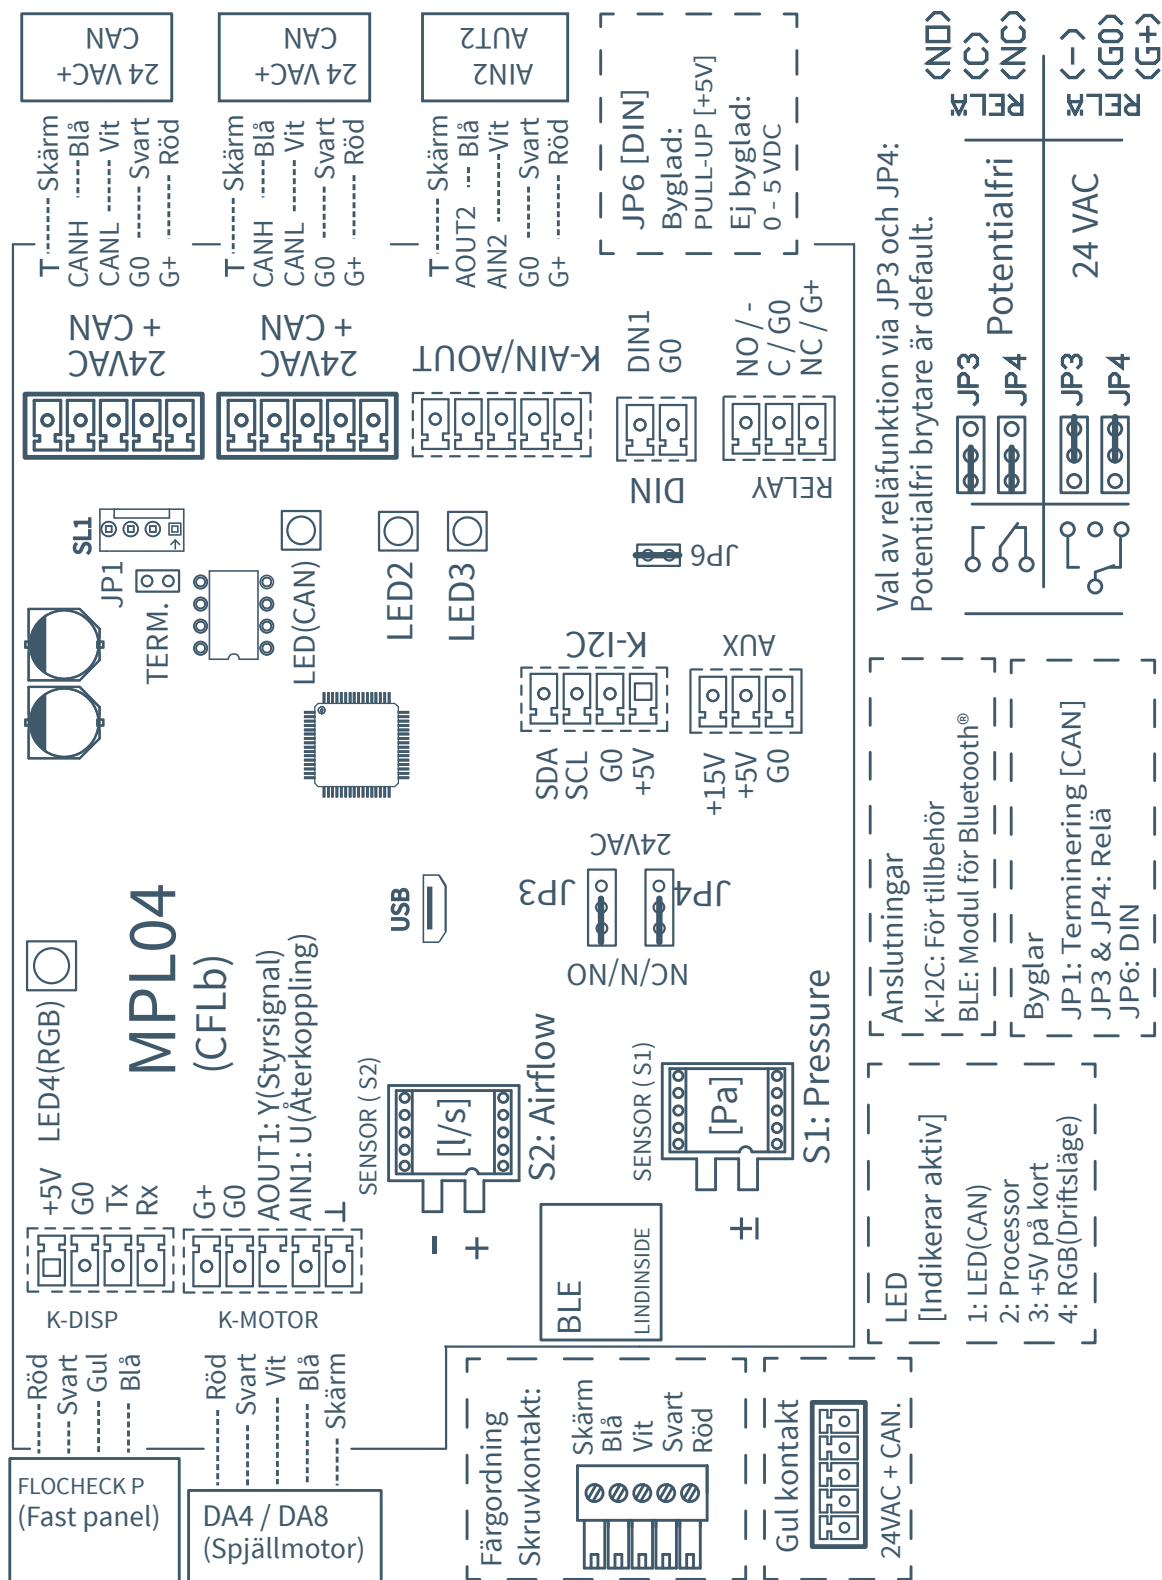 CAN
24 VAC+
CAN
24 VAC+
AUT2
AIN2
Skärm
Blå
Vit
Svart
Röd
Skärm
Blå
Vit
Svart
Röd
Skärm
Blå
Vit
Svart
Röd
T
CANH
CANL
G0
G+
T
CANH
CANL
G0
G+
T
AOUT2
AIN2
G0
G+
JP6 [DIN]
Byglad:
PULL-UP [+5V]
Ej byglad:
0 - 5 VDC
24VAC
+ CAN
24VAC
+ CAN
K-AIN/AOUT
DIN1
G0
NO / -
C / G0
NC / G+
DIN
RELAY
SL1
JP1
TERM.
LED(CAN)
LED2
LED3
JP6
K-I2C
AUX
SDA
SCL
G0
+5V
+15V
+5V
G0
24VAC
JP3
JP4
NC/N/NO
USB
MPL04
(CFLb)
LED4(RGB)
+5V
G0
Tx
Rx
G+
G0
AOUT1: Y(Styrsignal)
AIN1: U(Återkoppling)
K-DISP
K-MOTOR
SENSOR ( S2)
[l/s]
S2: Airflow
-
+
SENSOR ( S1)
[Pa]
S1: Pressure
±
BLE
LINDINSIDE
Röd
Svart
Gul
Blå
Röd
Svart
Vit
Blå
Skärm
FLOCHECK P
(Fast panel)
DA4 / DA8
(Spjällmotor)
Färgordning
Skruvkontakt:
Skärm
Blå
Vit
Svart
Röd
Gul kontakt
24VAC + CAN.
LED
[Indikerar aktiv]
1: LED(CAN)
2: Processor
3: +5V på kort
4: RGB(Driftsläge)
Anslutningar
K-I2C: För tillbehör
BLE: Modul för Bluetooth®
Byglar
JP1: Terminering [CAN]
JP3 & JP4: Relä
JP6: DIN
Val av reläfunktion via JP3 och JP4:
Potentialfri brytare är default.
JP3
JP4
Potentialfri
RELÄ
(NO)
(C)
(NC)
JP3
JP4
24 VAC
RELÄ
(-)
(G0)
(G+)